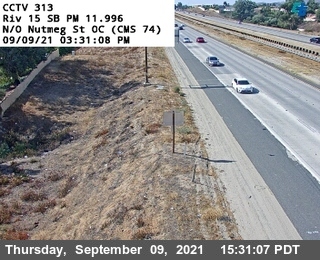 CCTV 313
Riv 15 SB PM 11.996
N/O Nutmeg St OC (CMS 74)
09/09/21 03:31:08 PM
Thursday, September 09, 2021 15:31:07 PDT